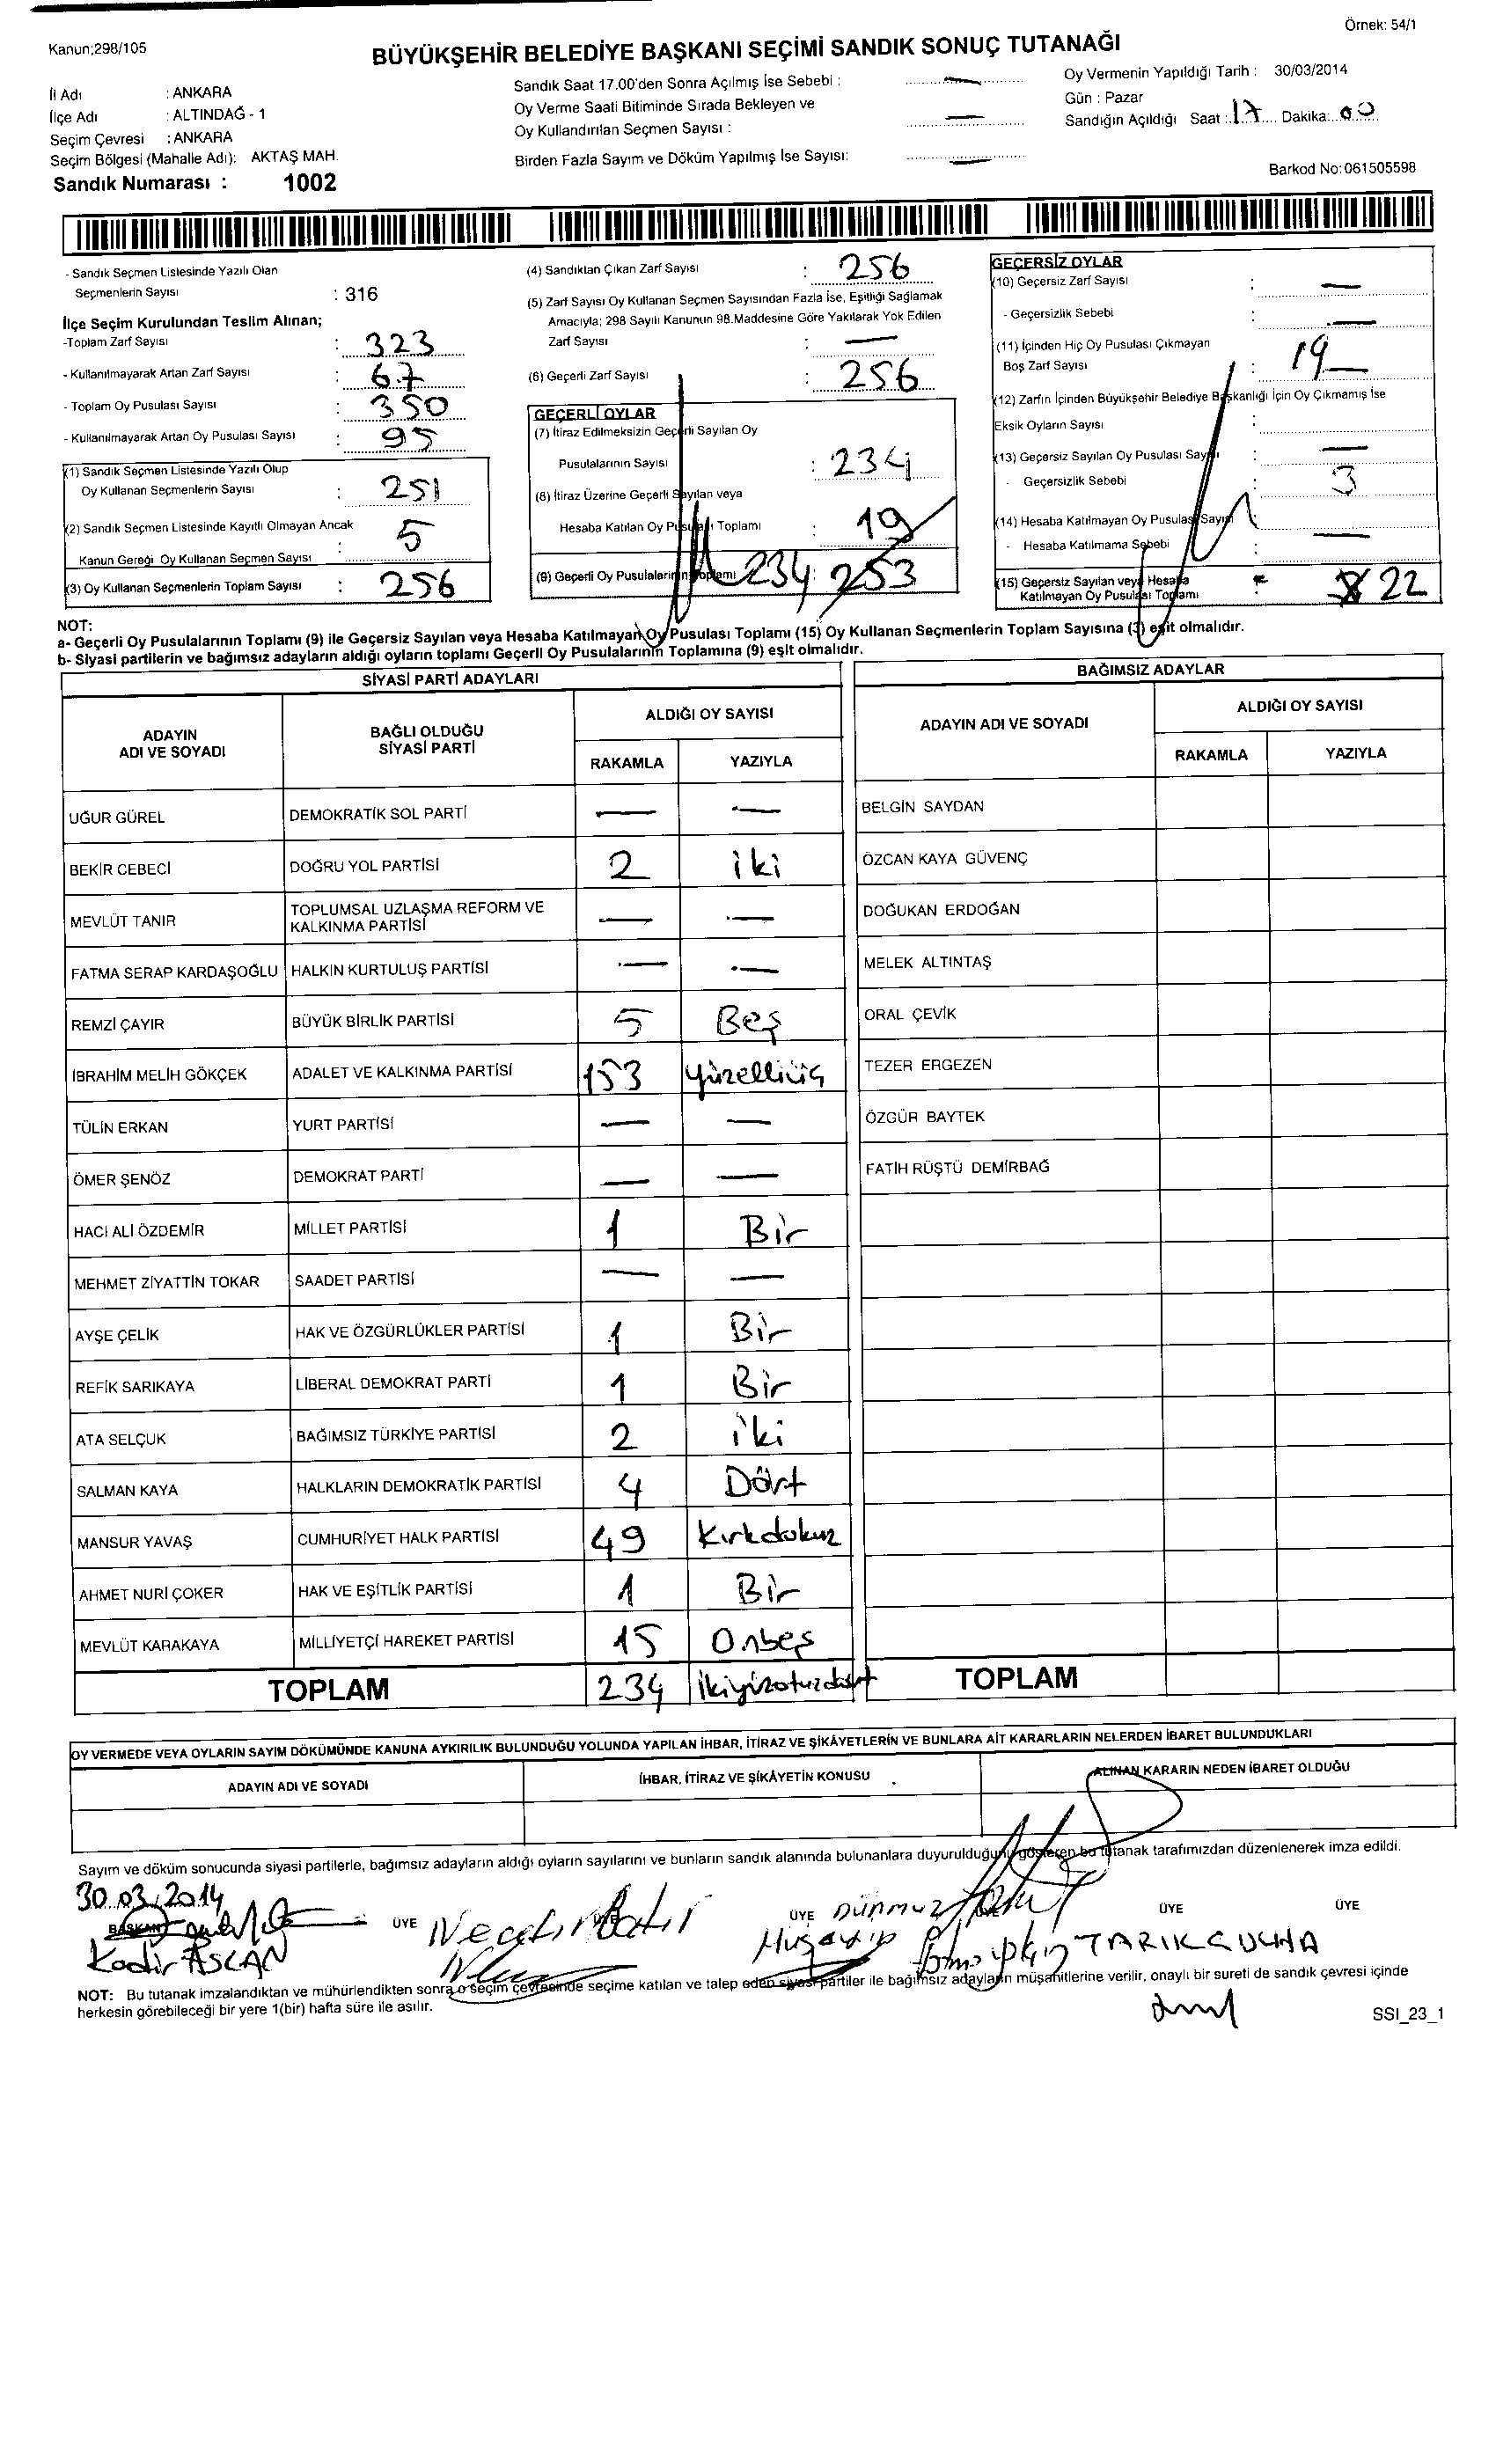 Örnek: 54/1
Kanun;298/105
BÜYÜKŞEHİR BELEDİYE BAŞKANI SEÇİMİ SANDIK SONUÇ TUTANAĞI
İl Adı : ANKARA
İlçe Adı : ALTINDAĞ - 1
Seçim Çevresi : ANKARA
Seçim Bölgesi (Mahalle Adı): AKTAŞ MAH.
Sandık Numarası : 1002
Sandık Saat 17.00'den Sonra Açılmış İse Sebebi : —
Oy Verme Saati Bitiminde Sırada Bekleyen ve
Oy Kullandırılan Seçmen Sayısı : —
Birden Fazla Sayım ve Döküm Yapılmış İse Sayısı: —
Oy Vermenin Yapıldığı Tarih : 30/03/2014
Gün : Pazar
Sandığın Açıldığı Saat : 17 Dakika: 00
Barkod No:061505598
- Sandık Seçmen Listesinde Yazılı Olan
Seçmenlerin Sayısı : 316
İlçe Seçim Kurulundan Teslim Alınan;
-Toplam Zarf Sayısı : 323
- Kullanılmayarak Artan Zarf Sayısı : 67
- Toplam Oy Pusulası Sayısı : 350
- Kullanılmayarak Artan Oy Pusulası Sayısı : 95
(1) Sandık Seçmen Listesinde Yazılı Olup
Oy Kullanan Seçmenlerin Sayısı : 251
(2) Sandık Seçmen Listesinde Kayıtlı Olmayan Ancak
Kanun Gereği Oy Kullanan Seçmen Sayısı : 5
(3) Oy Kullanan Seçmenlerin Toplam Sayısı : 256
(4) Sandıktan Çıkan Zarf Sayısı : 256
(5) Zarf Sayısı Oy Kullanan Seçmen Sayısından Fazla İse, Eşitliği Sağlamak
Amacıyla; 298 Sayılı Kanunun 98.Maddesine Göre Yakılarak Yok Edilen
Zarf Sayısı : —
(6) Geçerli Zarf Sayısı : 256
GEÇERLİ OYLAR
(7) İtiraz Edilmeksizin Geçerli Sayılan Oy
Pusulalarının Sayısı : 234
(8) İtiraz Üzerine Geçerli Sayılan veya
Hesaba Katılan Oy Pusulası Toplamı : 19
(9) Geçerli Oy Pusulalarının Toplamı 234 : 253
GEÇERSİZ OYLAR
(10) Geçersiz Zarf Sayısı : —
- Geçersizlik Sebebi : —
(11) İçinden Hiç Oy Pusulası Çıkmayan
Boş Zarf Sayısı : 19
(12) Zarfın İçinden Büyükşehir Belediye Başkanlığı İçin Oy Çıkmamış İse
Eksik Oyların Sayısı :
(13) Geçersiz Sayılan Oy Pusulası Sayısı : —
- Geçersizlik Sebebi : 3
(14) Hesaba Katılmayan Oy Pusulası Sayısı :
- Hesaba Katılmama Sebebi : —
(15) Geçersiz Sayılan veya Hesaba
Katılmayan Oy Pusulası Toplamı : 22
NOT:
a- Geçerli Oy Pusulalarının Toplamı (9) ile Geçersiz Sayılan veya Hesaba Katılmayan Oy Pusulası Toplamı (15) Oy Kullanan Seçmenlerin Toplam Sayısına (3) eşit olmalıdır.
b- Siyasi partilerin ve bağımsız adayların aldığı oyların toplamı Geçerli Oy Pusulalarının Toplamına (9) eşit olmalıdır.
SİYASİ PARTİ ADAYLARI
ADAYIN ADI VE SOYADI BAĞLI OLDUĞU SİYASİ PARTİ ALDIĞI OY SAYISI
RAKAMLA YAZIYLA
UĞUR GÜREL DEMOKRATİK SOL PARTİ — —
BEKİR CEBECİ DOĞRU YOL PARTİSİ 2 iki
MEVLÜT TANIR TOPLUMSAL UZLAŞMA REFORM VE KALKINMA PARTİSİ — —
FATMA SERAP KARDAŞOĞLU HALKIN KURTULUŞ PARTİSİ — —
REMZİ ÇAYIR BÜYÜK BİRLİK PARTİSİ 5 Beş
İBRAHİM MELİH GÖKÇEK ADALET VE KALKINMA PARTİSİ 153 yüzelliüç
TÜLİN ERKAN YURT PARTİSİ — —
ÖMER ŞENÖZ DEMOKRAT PARTİ — —
HACI ALİ ÖZDEMİR MİLLET PARTİSİ 1 Bir
MEHMET ZİYATTİN TOKAR SAADET PARTİSİ — —
AYŞE ÇELİK HAK VE ÖZGÜRLÜKLER PARTİSİ 1 Bir
REFİK SARIKAYA LİBERAL DEMOKRAT PARTİ 1 Bir
ATA SELÇUK BAĞIMSIZ TÜRKİYE PARTİSİ 2 iki
SALMAN KAYA HALKLARIN DEMOKRATİK PARTİSİ 4 Dört
MANSUR YAVAŞ CUMHURİYET HALK PARTİSİ 49 Kırkdokuz
AHMET NURİ ÇOKER HAK VE EŞİTLİK PARTİSİ 1 Bir
MEVLÜT KARAKAYA MİLLİYETÇİ HAREKET PARTİSİ 15 Onbeş
TOPLAM 234 ikiyüzotuzdört
BAĞIMSIZ ADAYLAR
ADAYIN ADI VE SOYADI ALDIĞI OY SAYISI
RAKAMLA YAZIYLA
BELGİN SAYDAN
ÖZCAN KAYA GÜVENÇ
DOĞUKAN ERDOĞAN
MELEK ALTINTAŞ
ORAL ÇEVİK
TEZER ERGEZEN
ÖZGÜR BAYTEK
FATİH RÜŞTÜ DEMİRBAĞ
TOPLAM
OY VERMEDE VEYA OYLARIN SAYIM DÖKÜMÜNDE KANUNA AYKIRILIK BULUNDUĞU YOLUNDA YAPILAN İHBAR, İTİRAZ VE ŞİKÂYETLERİN VE BUNLARA AİT KARARLARIN NELERDEN İBARET BULUNDUKLARI
ADAYIN ADI VE SOYADI İHBAR, İTİRAZ VE ŞİKÂYETİN KONUSU ALINAN KARARIN NEDEN İBARET OLDUĞU
Sayım ve döküm sonucunda siyasi partilerle, bağımsız adayların aldığı oyların sayılarını ve bunların sandık alanında bulunanlara duyurulduğunu gösteren bu tutanak tarafımızdan düzenlenerek imza edildi.
30.03.2014
BAŞKAN ÜYE ÜYE ÜYE ÜYE ÜYE ÜYE
Kadir ASCAN
NOT: Bu tutanak imzalandıktan ve mühürlendikten sonra o seçim çevresinde seçime katılan ve talep eden siyasi partiler ile bağımsız adayların müşahitlerine verilir, onaylı bir sureti de sandık çevresi içinde
herkesin görebileceği bir yere 1(bir) hafta süre ile asılır.
SSI_23_1